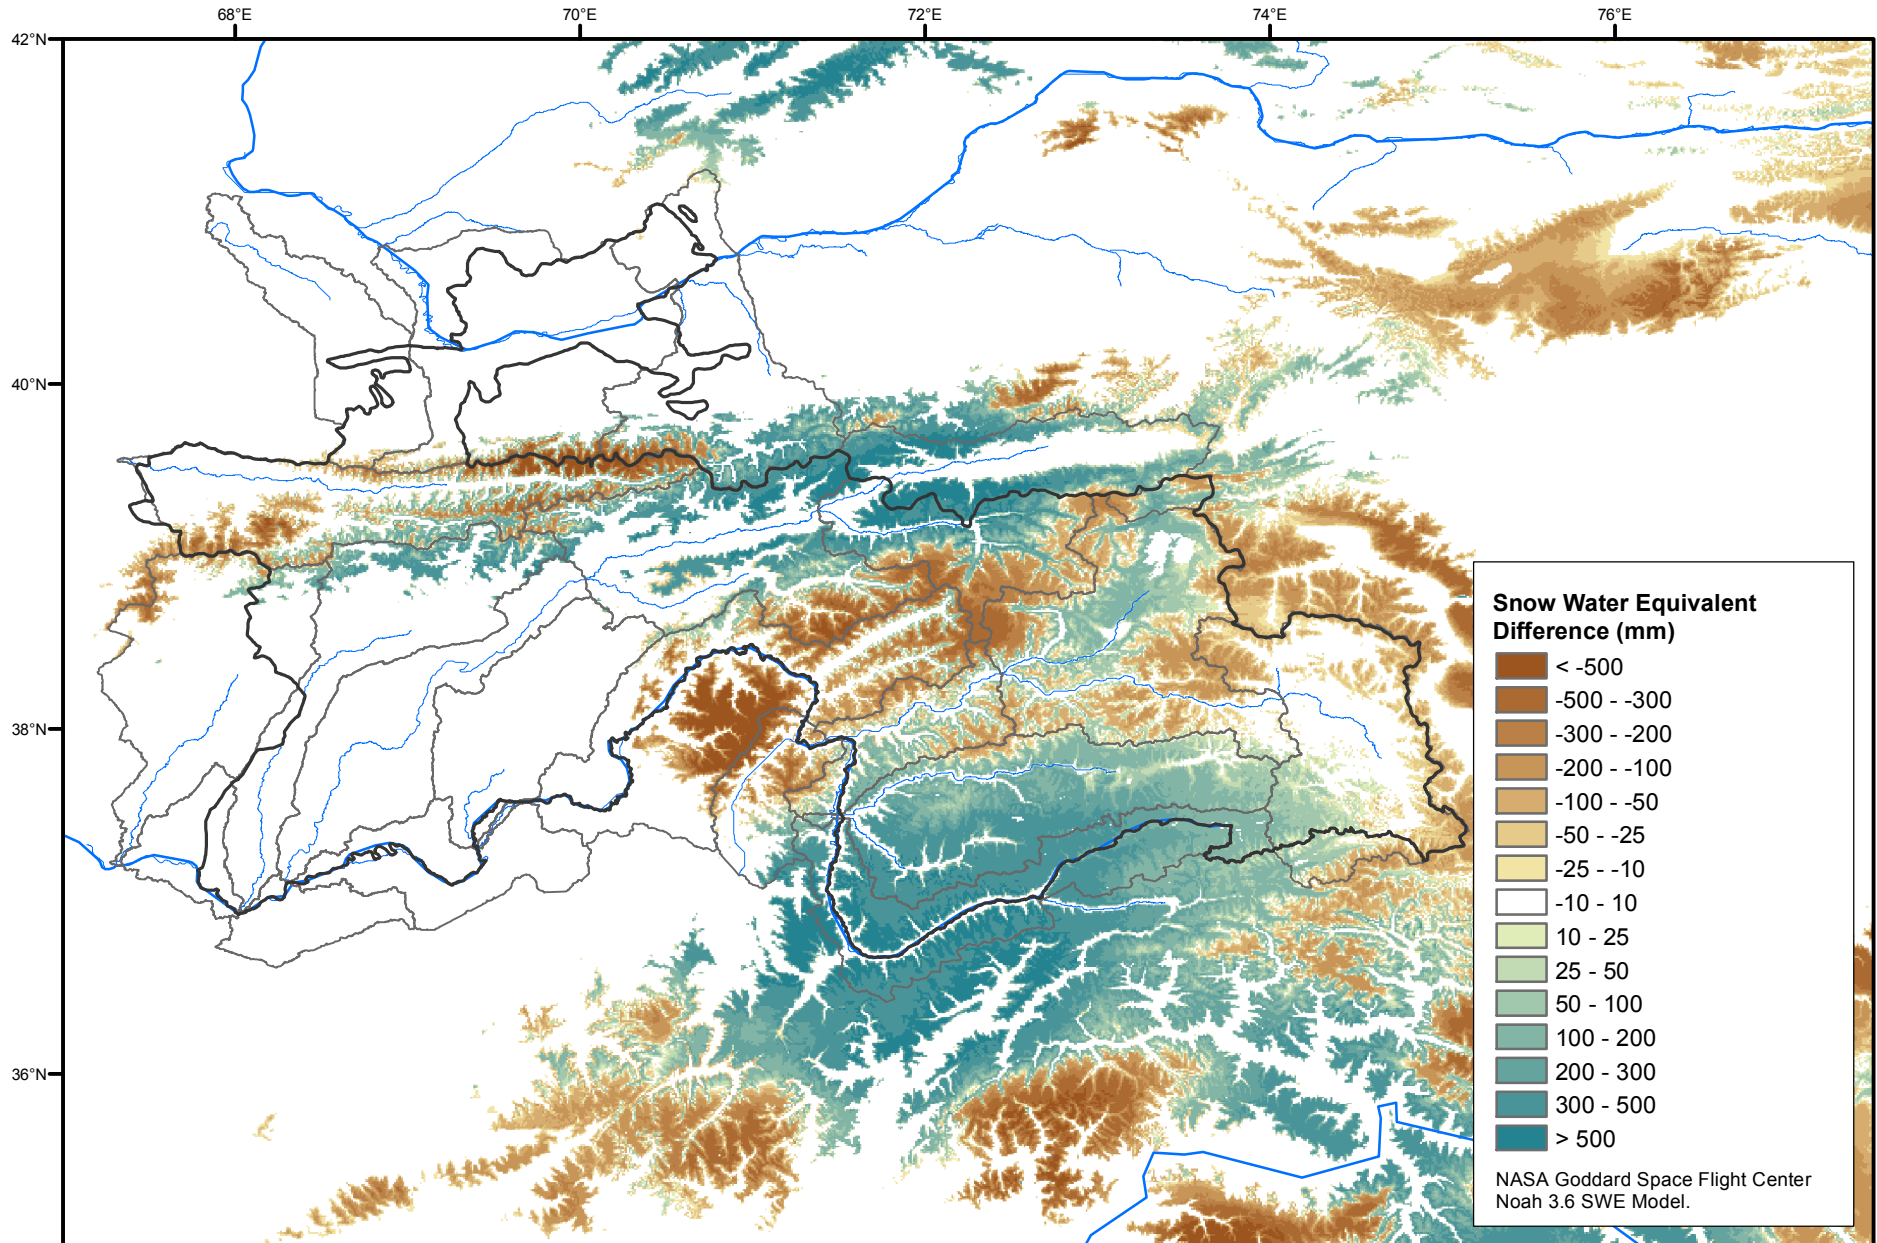 68°E 70°E 72°E 74°E 76°E
42°N
40°N
38°N
36°N
Snow Water Equivalent
Difference (mm)
< -500
-500 - -300
-300 - -200
-200 - -100
-100 - -50
-50 - -25
-25 - -10
-10 - 10
10 - 25
25 - 50
50 - 100
100 - 200
200 - 300
300 - 500
> 500
NASA Goddard Space Flight Center
Noah 3.6 SWE Model.